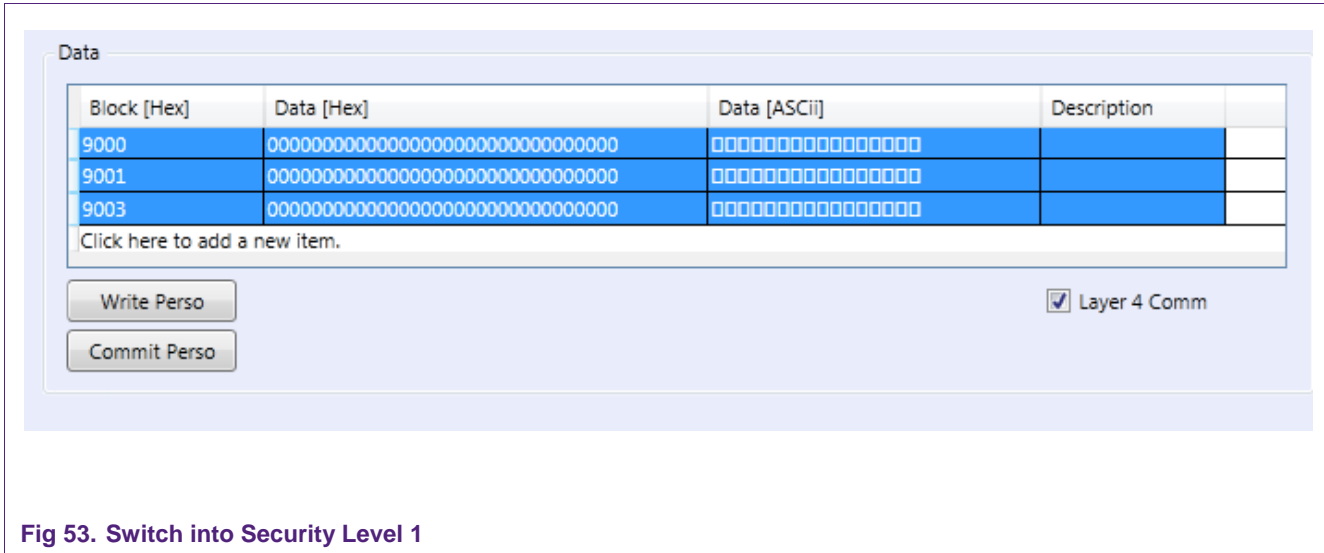 Data
Block [Hex] Data [Hex] Data [ASCii] Description
9000 00000000000000000000000000000000 □□□□□□□□□□□□□□□□
9001 00000000000000000000000000000000 □□□□□□□□□□□□□□□□
9003 00000000000000000000000000000000 □□□□□□□□□□□□□□□□
Click here to add a new item.
Write Perso Layer 4 Comm
Commit Perso
Fig 53. Switch into Security Level 1